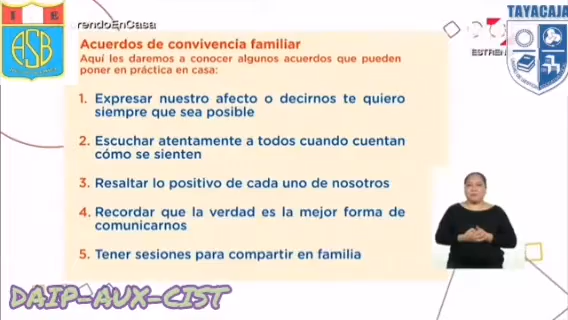 I E
ASB
rendoEnCasa
TAYACAJA
ESTREN
Acuerdos de convivencia familiar
Aquí les daremos a conocer algunos acuerdos que pueden
poner en práctica en casa:
1. Expresar nuestro afecto o decirnos te quiero
siempre que sea posible
2. Escuchar atentamente a todos cuando cuentan
cómo se sienten
3. Resaltar lo positivo de cada uno de nosotros
4. Recordar que la verdad es la mejor forma de
comunicarnos
5. Tener sesiones para compartir en familia
DAIP-AUX-CIST